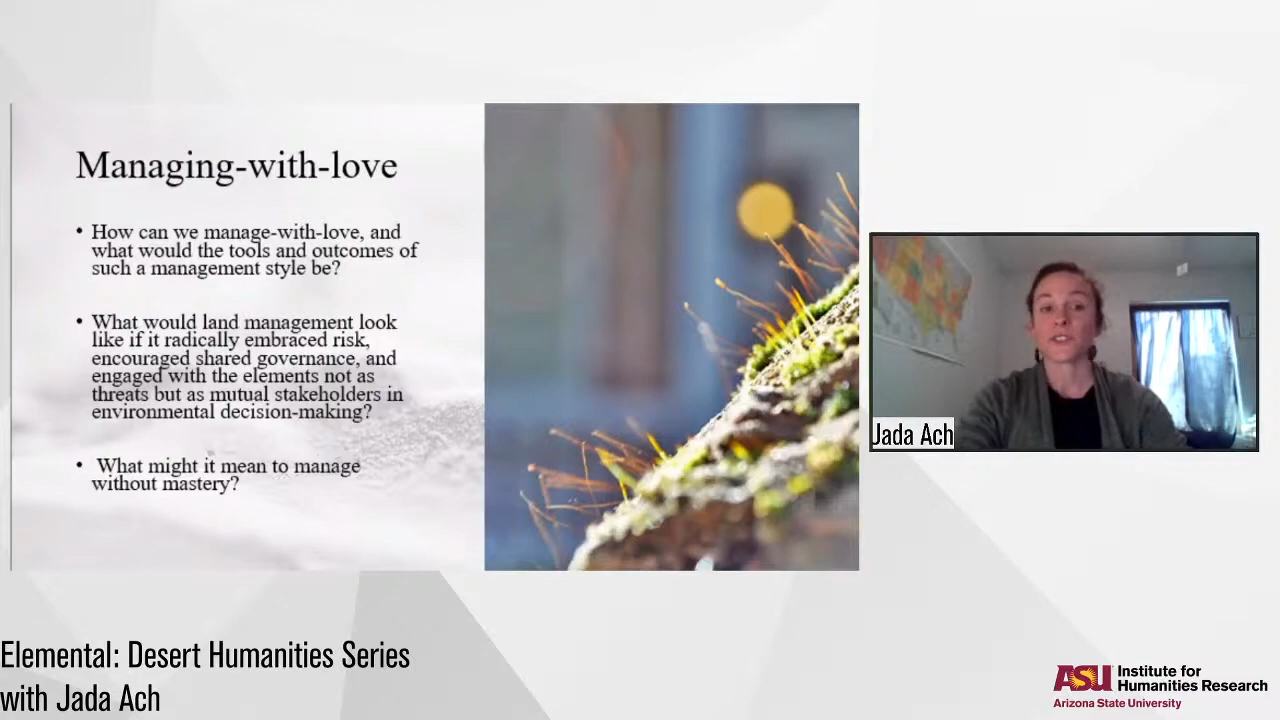 Managing-with-love
• How can we manage-with-love, and
what would the tools and outcomes of
such a management style be?
• What would land management look
like if it radically embraced risk,
encouraged shared governance, and
engaged with the elements not as
threats but as mutual stakeholders in
environmental decision-making?
• What might it mean to manage
without mastery?
Jada Ach
Elemental: Desert Humanities Series
with Jada Ach
ASU Institute for
Humanities Research
Arizona State University